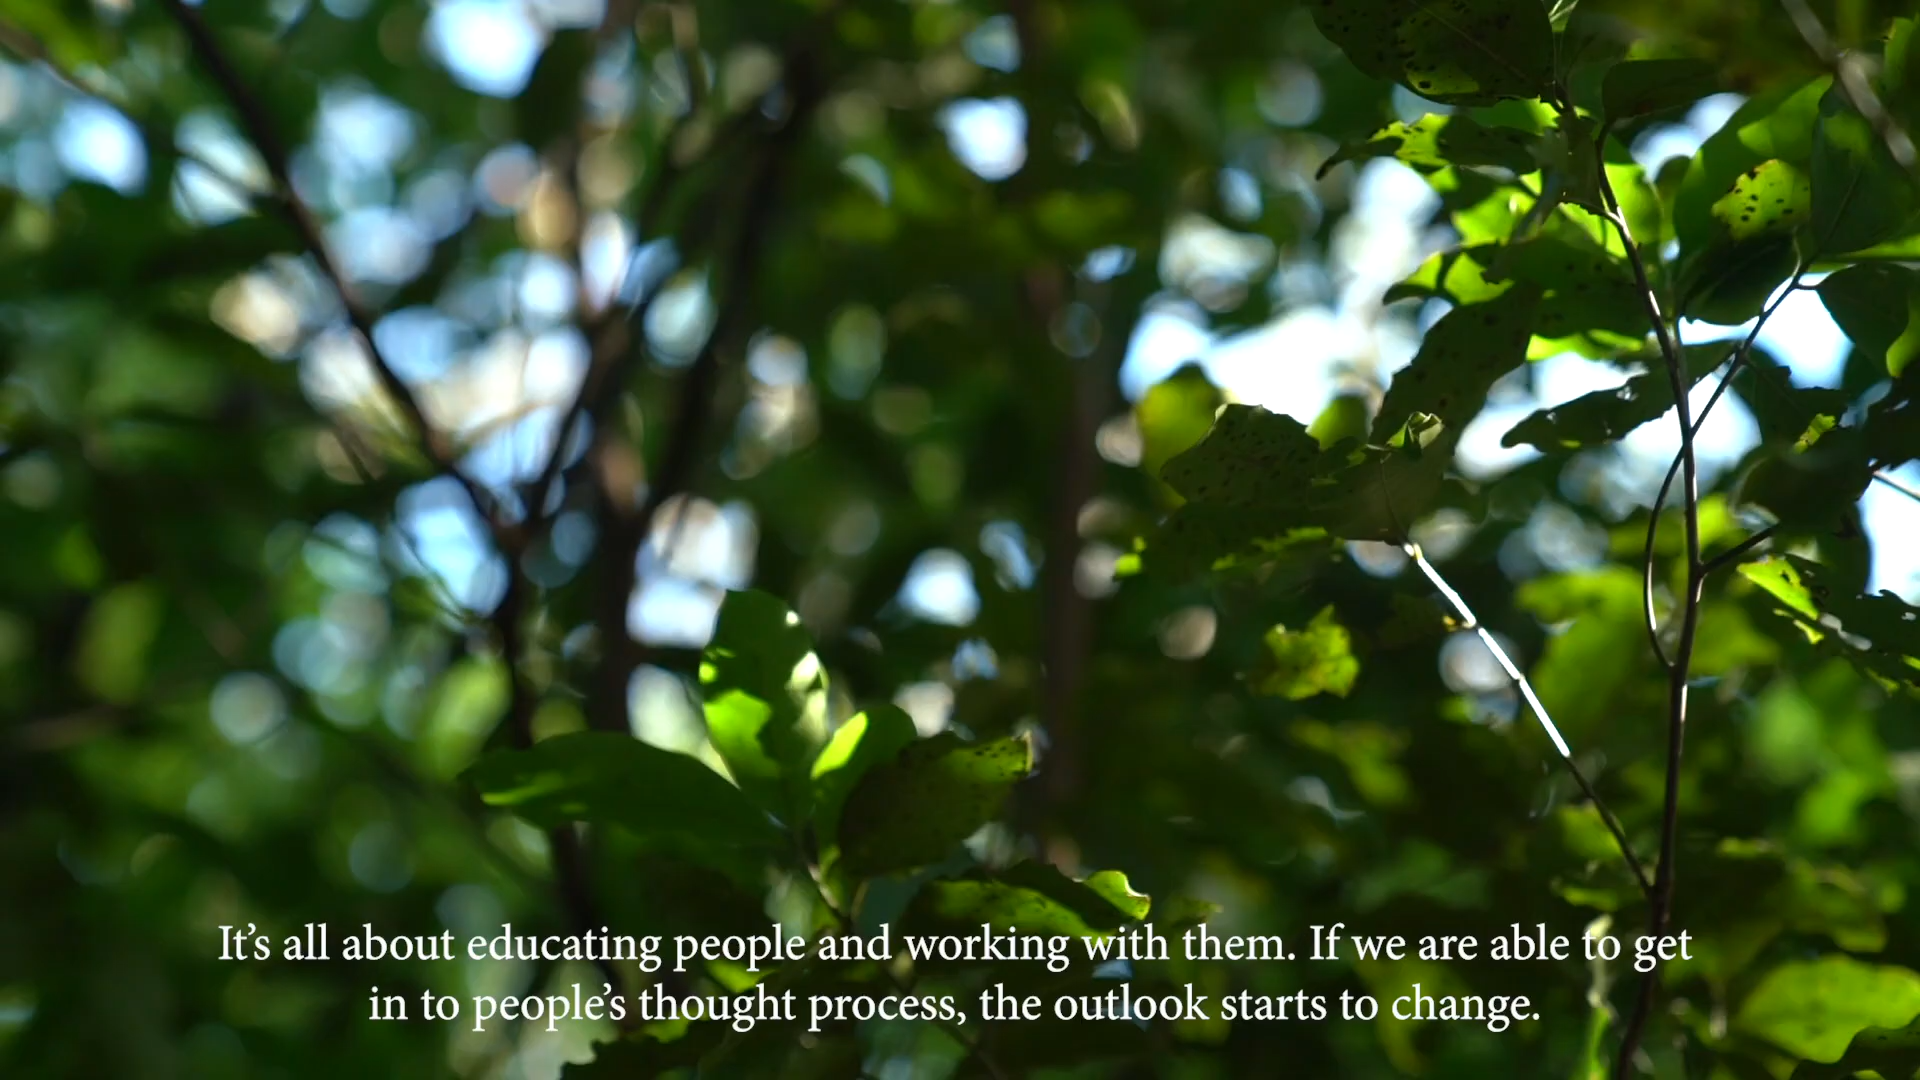 It’s all about educating people and working with them. If we are able to get
in to people’s thought process, the outlook starts to change.